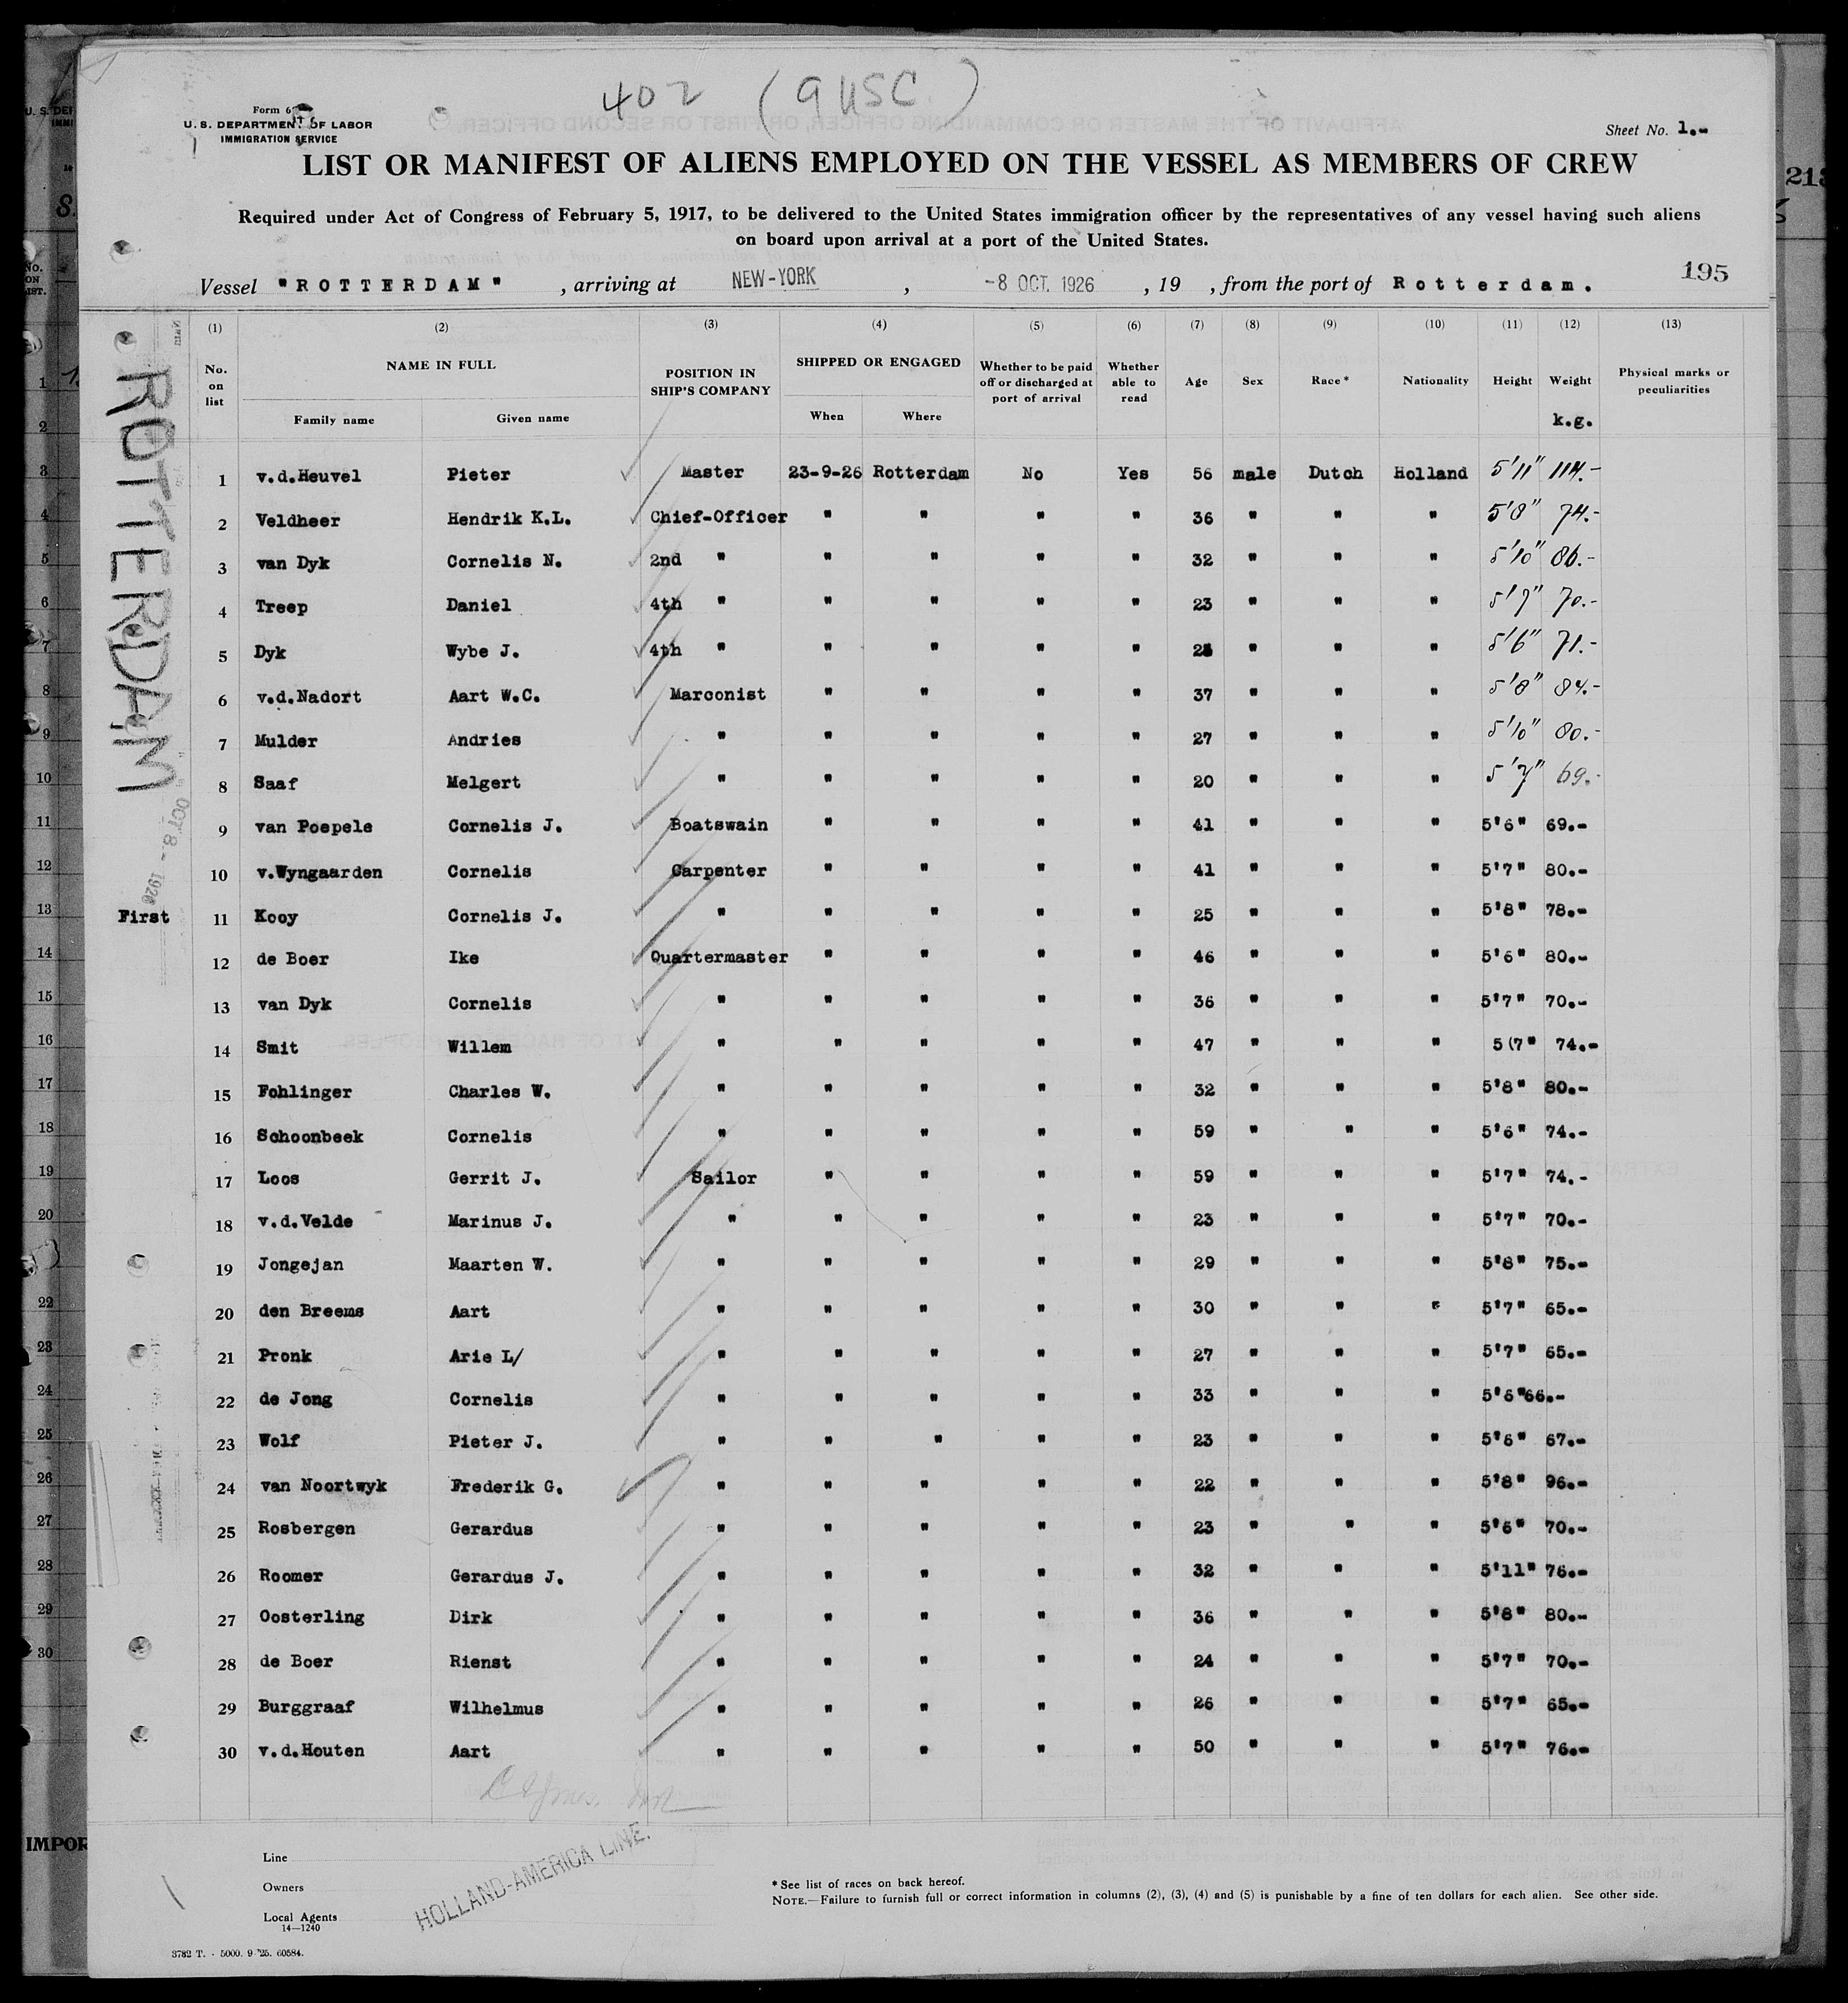 402 (9 USC)
Form 6
U. S. DEPARTMENT OF LABOR
IMMIGRATION SERVICE
Sheet No. 1.-
LIST OR MANIFEST OF ALIENS EMPLOYED ON THE VESSEL AS MEMBERS OF CREW
Required under Act of Congress of February 5, 1917, to be delivered to the United States immigration officer by the representatives of any vessel having such aliens
on board upon arrival at a port of the United States.
195
Vessel "ROTTERDAM" , arriving at NEW-YORK , -8 OCT. 1926 , 19 , from the port of Rotterdam.
(1) (2) (3) (4) (5) (6) (7) (8) (9) (10) (11) (12) (13)
No. on list NAME IN FULL POSITION IN SHIP'S COMPANY SHIPPED OR ENGAGED Whether to be paid off or discharged at port of arrival Whether able to read Age Sex Race* Nationality Height Weight Physical marks or peculiarities
Family name Given name When Where k.g.
ROTTERDAM
OCT 8 - 1926
1 v.d.Heuvel Pieter Master 23-9-26 Rotterdam No Yes 56 male Dutch Holland 5'11" 114.-
2 Veldheer Hendrik K.L. Chief-Officer " " " " 36 " " " 5'8" 74.-
3 van Dyk Cornelis N. 2nd " " " " " 32 " " " 5'10" 86.-
4 Treep Daniel 4th " " " " " 23 " " " 5'9" 70.-
5 Dyk Wybe J. 4th " " " " " " " " 5'6" 71.-
6 v.d.Nadort Aart W.C. Marconist " " " " 37 " " " 5'8" 84.-
7 Mulder Andries " " " " " 27 " " " 5'10" 80.-
8 Saaf Melgert " " " " " 20 " " " 5'7" 69.-
9 van Poepele Cornelis J. Boatswain " " " " 41 " " " 5'6" 69.-
10 v.Wyngaarden Cornelis Carpenter " " " " 41 " " " 5'7" 80.-
First 11 Kooy Cornelis J. " " " " " 25 " " " 5'8" 78.-
12 de Boer Ike Quartermaster " " " " 46 " " " 5'6" 80.-
13 van Dyk Cornelis " " " " " 36 " " " 5'7" 70.-
14 Smit Willem " " " " " 47 " " " 5(7" 74.-
15 Fohlinger Charles W. " " " " " 32 " " " 5'8" 80.-
16 Schoonbeek Cornelis " " " " " 59 " " " 5'6" 74.-
17 Loos Gerrit J. Sailor " " " " 59 " " " 5'7" 74.-
18 v.d.Velde Marinus J. " " " " " 23 " " " 5'7" 70.-
19 Jongejan Maarten W. " " " " " 29 " " " 5'8" 75.-
20 den Breems Aart " " " " " 30 " " " 5'7" 65.-
21 Pronk Arie L/ " " " " " 27 " " " 5'7" 65.-
22 de Jong Cornelis " " " " " 33 " " " 5'6"66.-
23 Wolf Pieter J. " " " " " 23 " " " 5'6" 67.-
24 van Noortwyk Frederik G. " " " " " 22 " " " 5'8" 96.-
25 Rosbergen Gerardus " " " " " 23 " " " 5'6" 70.-
26 Roomer Gerardus J. " " " " " 32 " " " 5'11" 76.-
27 Oosterling Dirk " " " " " 36 " " " 5'8" 80.-
28 de Boer Rienst " " " " " 24 " " " 5'7" 70.-
29 Burggraaf Wilhelmus " " " " " 26 " " " 5'7" 65.-
30 v.d.Houten Aart " " " " " 50 " " " 5'7" 76.-
Line
Owners
Local Agents
HOLLAND-AMERICA LINE.
14—1240
* See list of races on back hereof.
NOTE.—Failure to furnish full or correct information in columns (2), (3), (4) and (5) is punishable by a fine of ten dollars for each alien. See other side.
3782 T. - 5000. 9-'25. 60584.